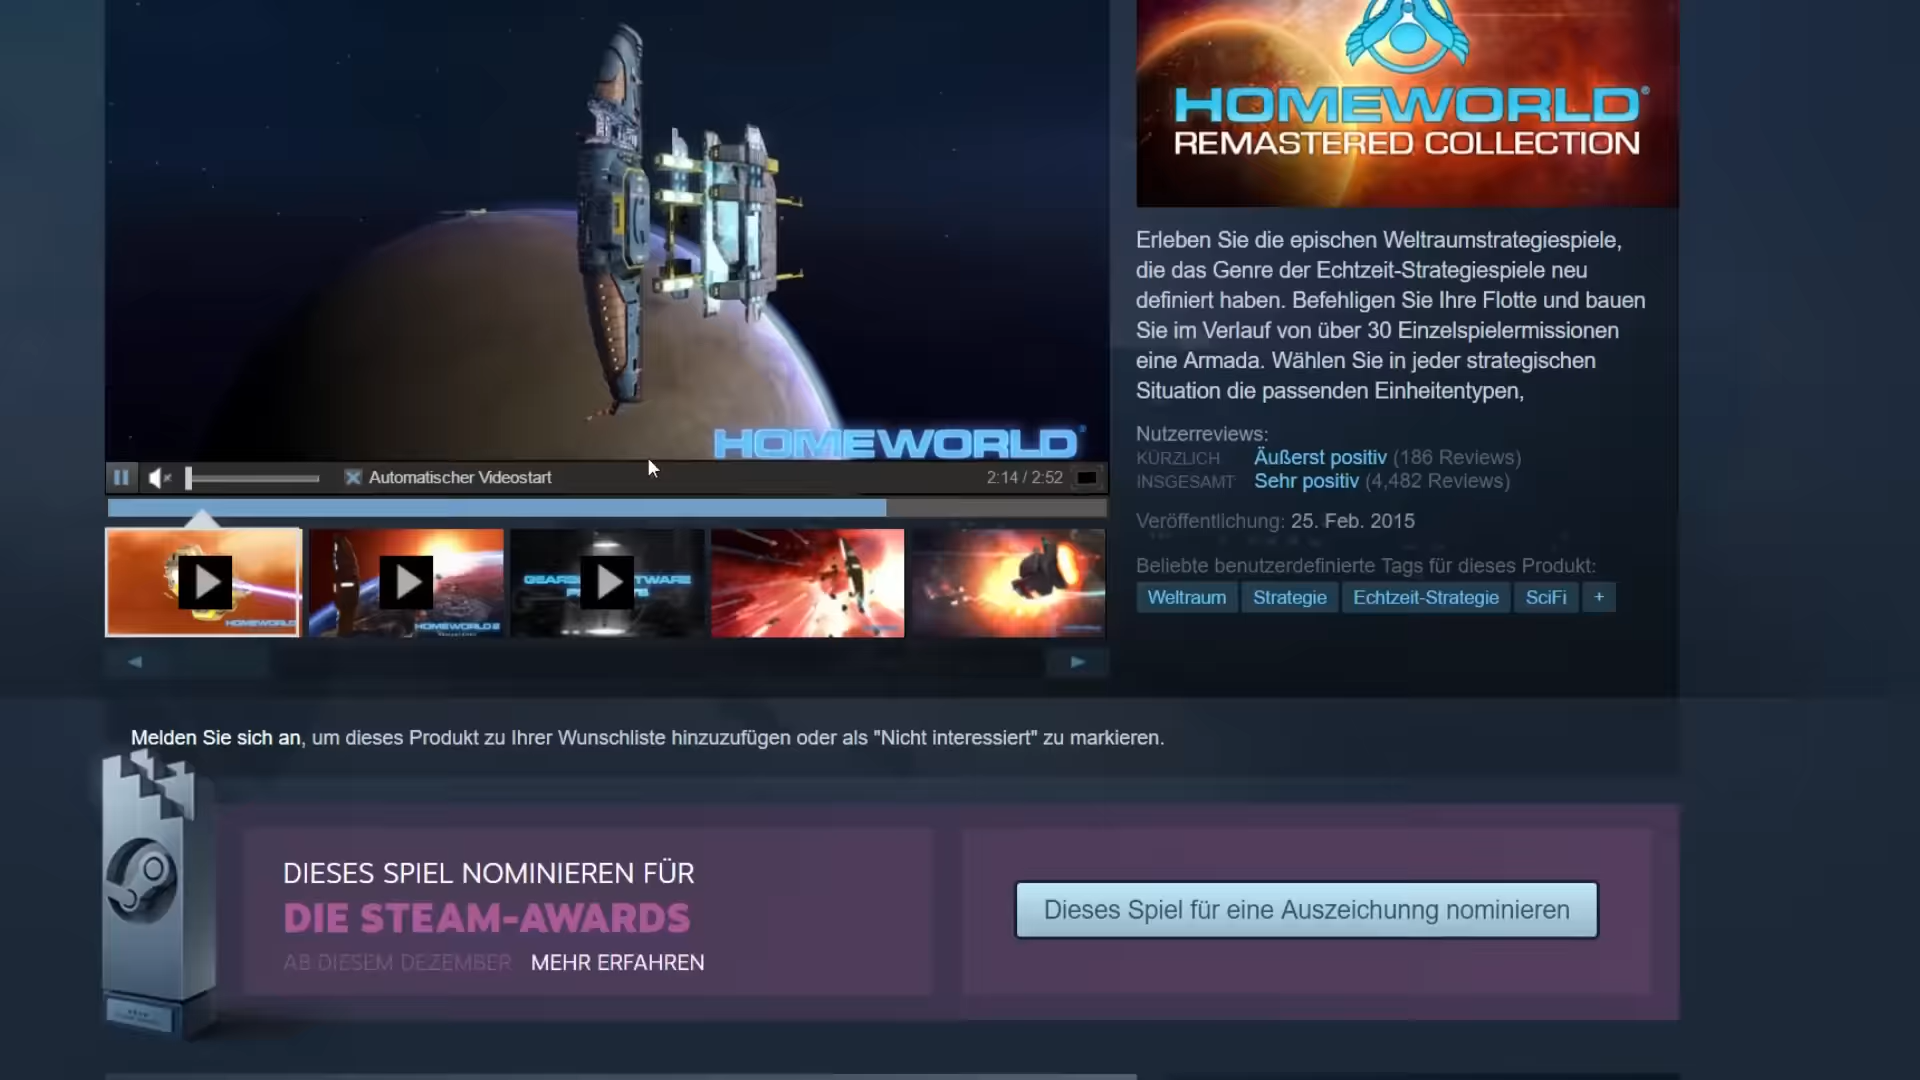 HOMEWORLD
REMASTERED COLLECTION
Erleben Sie die epischen Weltraumstrategiespiele,
die das Genre der Echtzeit-Strategiespiele neu
definiert haben. Befehligen Sie Ihre Flotte und bauen
Sie im Verlauf von über 30 Einzelspielermissionen
eine Armada. Wählen Sie in jeder strategischen
Situation die passenden Einheitentypen,
HOMEWORLD
Automatischer Videostart
2:14 / 2:52
Nutzerreviews:
KÜRZLICH Äußerst positiv (186 Reviews)
INSGESAMT Sehr positiv (4,482 Reviews)
Veröffentlichung: 25. Feb. 2015
Beliebte benutzerdefinierte Tags für dieses Produkt:
Weltraum Strategie Echtzeit-Strategie SciFi +
HOMEWORLD
HOMEWORLD
Melden Sie sich an, um dieses Produkt zu Ihrer Wunschliste hinzuzufügen oder als "Nicht interessiert" zu markieren.
DIESES SPIEL NOMINIEREN FÜR
DIE STEAM-AWARDS
AB DIESEM DEZEMBER MEHR ERFAHREN
Dieses Spiel für eine Auszeichunng nominieren